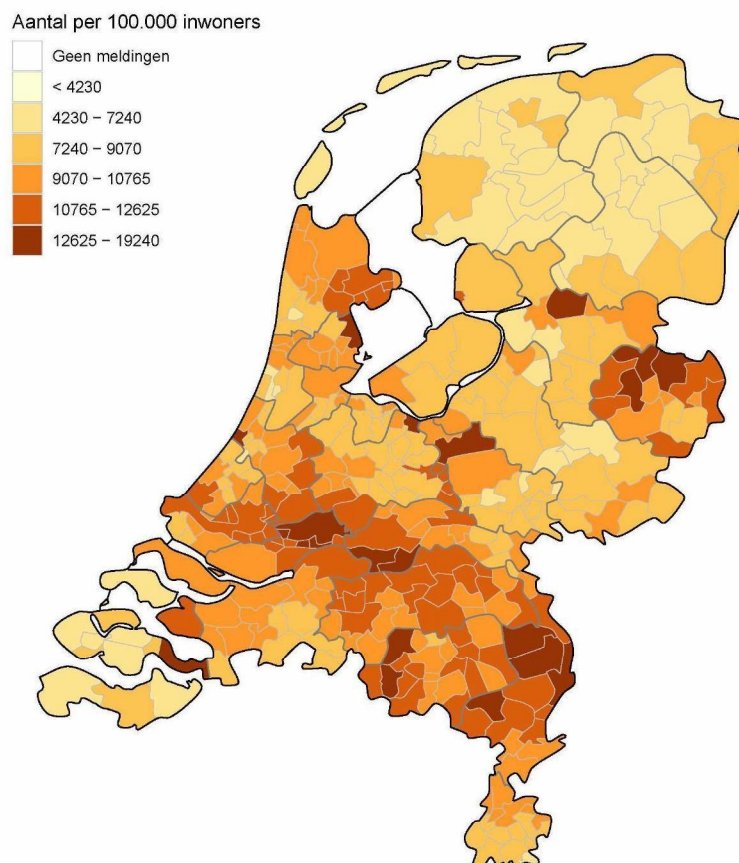 Aantal per 100.000 inwoners
Geen meldingen
< 4230
4230 − 7240
7240 − 9070
9070 − 10765
10765 − 12625
12625 − 19240